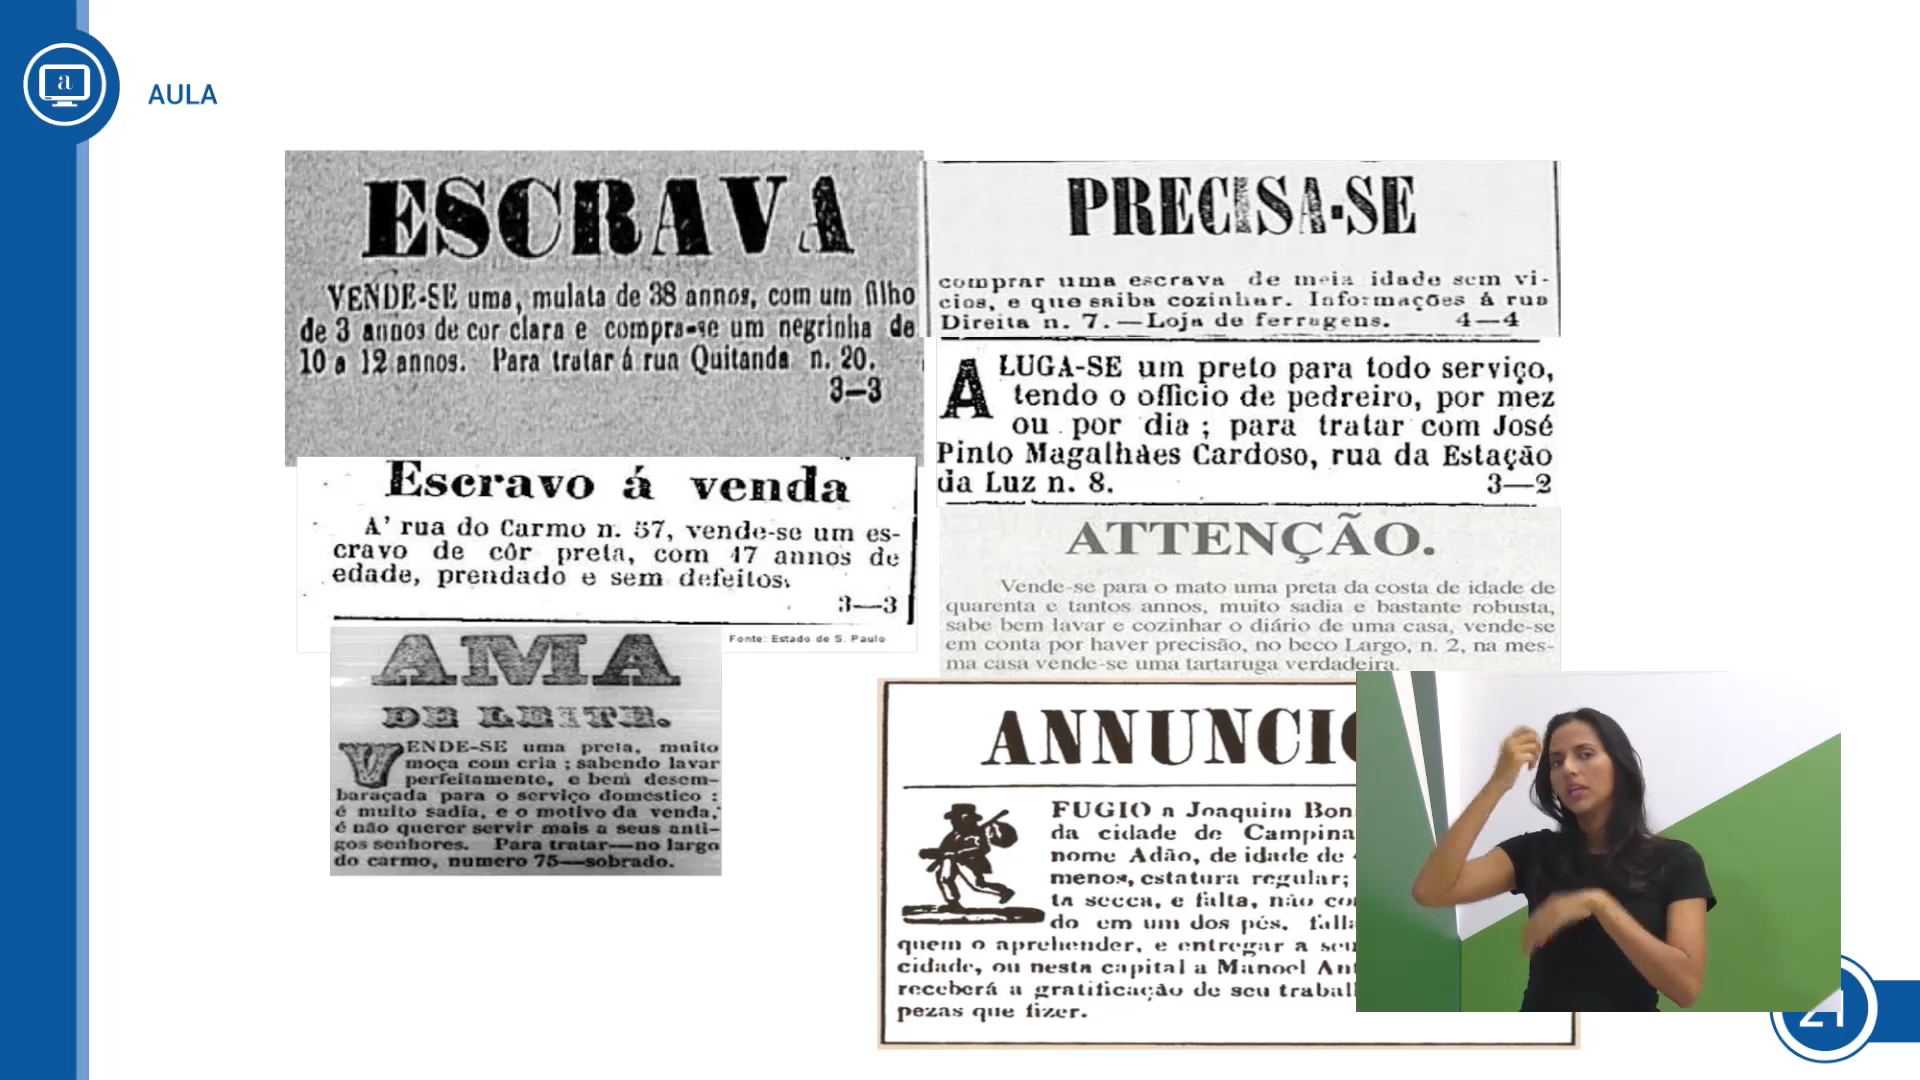 a
AULA
ESCRAVA
VENDE-SE uma, mulata de 38 annos, com um filho
de 3 annos de cor clara e compra-se um negrinha de
10 a 12 annos. Para tratar á rua Quitanda n. 20.
3—3
Escravo á venda
A' rua do Carmo n. 57, vende-se um es-
cravo de côr preta, com 17 annos de
edade, prendado e sem defeitos.
3—3
Fonte: Estado de S. Paulo
AMA
DE LEITE.
VENDE-SE uma preta, muito
moça com cria ; sabendo lavar
perfeitamente, e bem desem-
baraçada para o serviço domestico :
é muito sadia, e o motivo da venda,
é não querer servir mais a seus anti-
gos senhores. Para tratar—no largo
do carmo, numero 75—sobrado.
PRECISA-SE
comprar uma escrava de meia idade sem vi-
cios, e que saiba cozinhar. Informações á rua
Direita n. 7.—Loja de ferragens. 4—4
ALUGA-SE um preto para todo serviço,
tendo o officio de pedreiro, por mez
ou por dia ; para tratar com José
Pinto Magalhães Cardoso, rua da Estação
da Luz n. 8. 3—2
ATTENÇÃO.
Vende-se para o mato uma preta da costa de idade de
quarenta e tantos annos, muito sadia e bastante robusta,
sabe bem lavar e cozinhar o diário de uma casa, vende-se
em conta por haver precisão, no beco Largo, n. 2, na mes-
ma casa vende-se uma tartaruga verdadeira.
ANNUNCIO
FUGIO a Joaquim Bon
da cidade de Campina
nome Adão, de idade de
menos, estatura regular;
ta secca, e falta, não co
do em um dos pés. falla
quem o aprehender, e entregar a seu
cidade, ou nesta capital a Manoel An
receberá a gratificação de seu trabal
pezas que fizer.
21